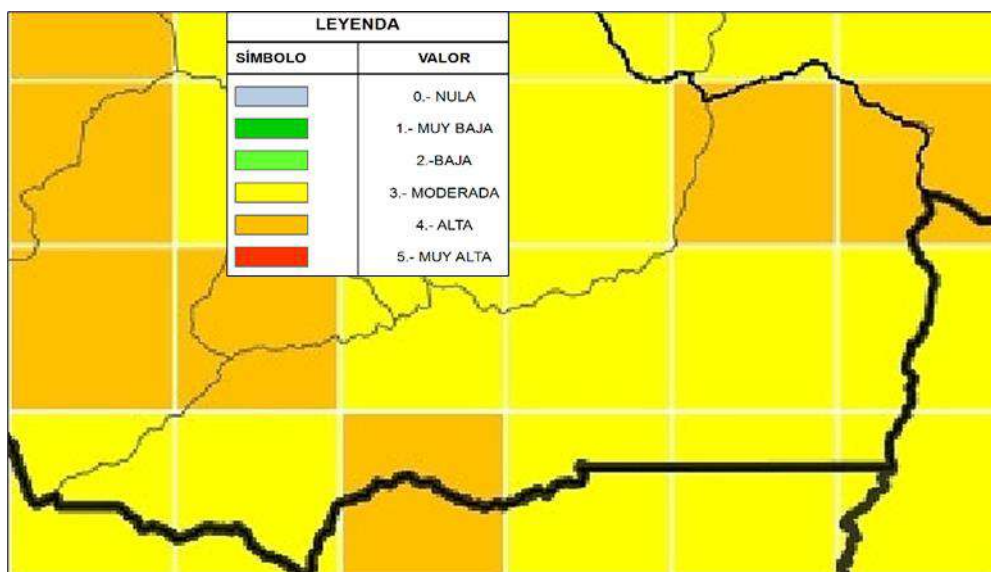 LEYENDA
SÍMBOLO VALOR
0.- NULA
1.- MUY BAJA
2.-BAJA
3.- MODERADA
4.- ALTA
5.- MUY ALTA